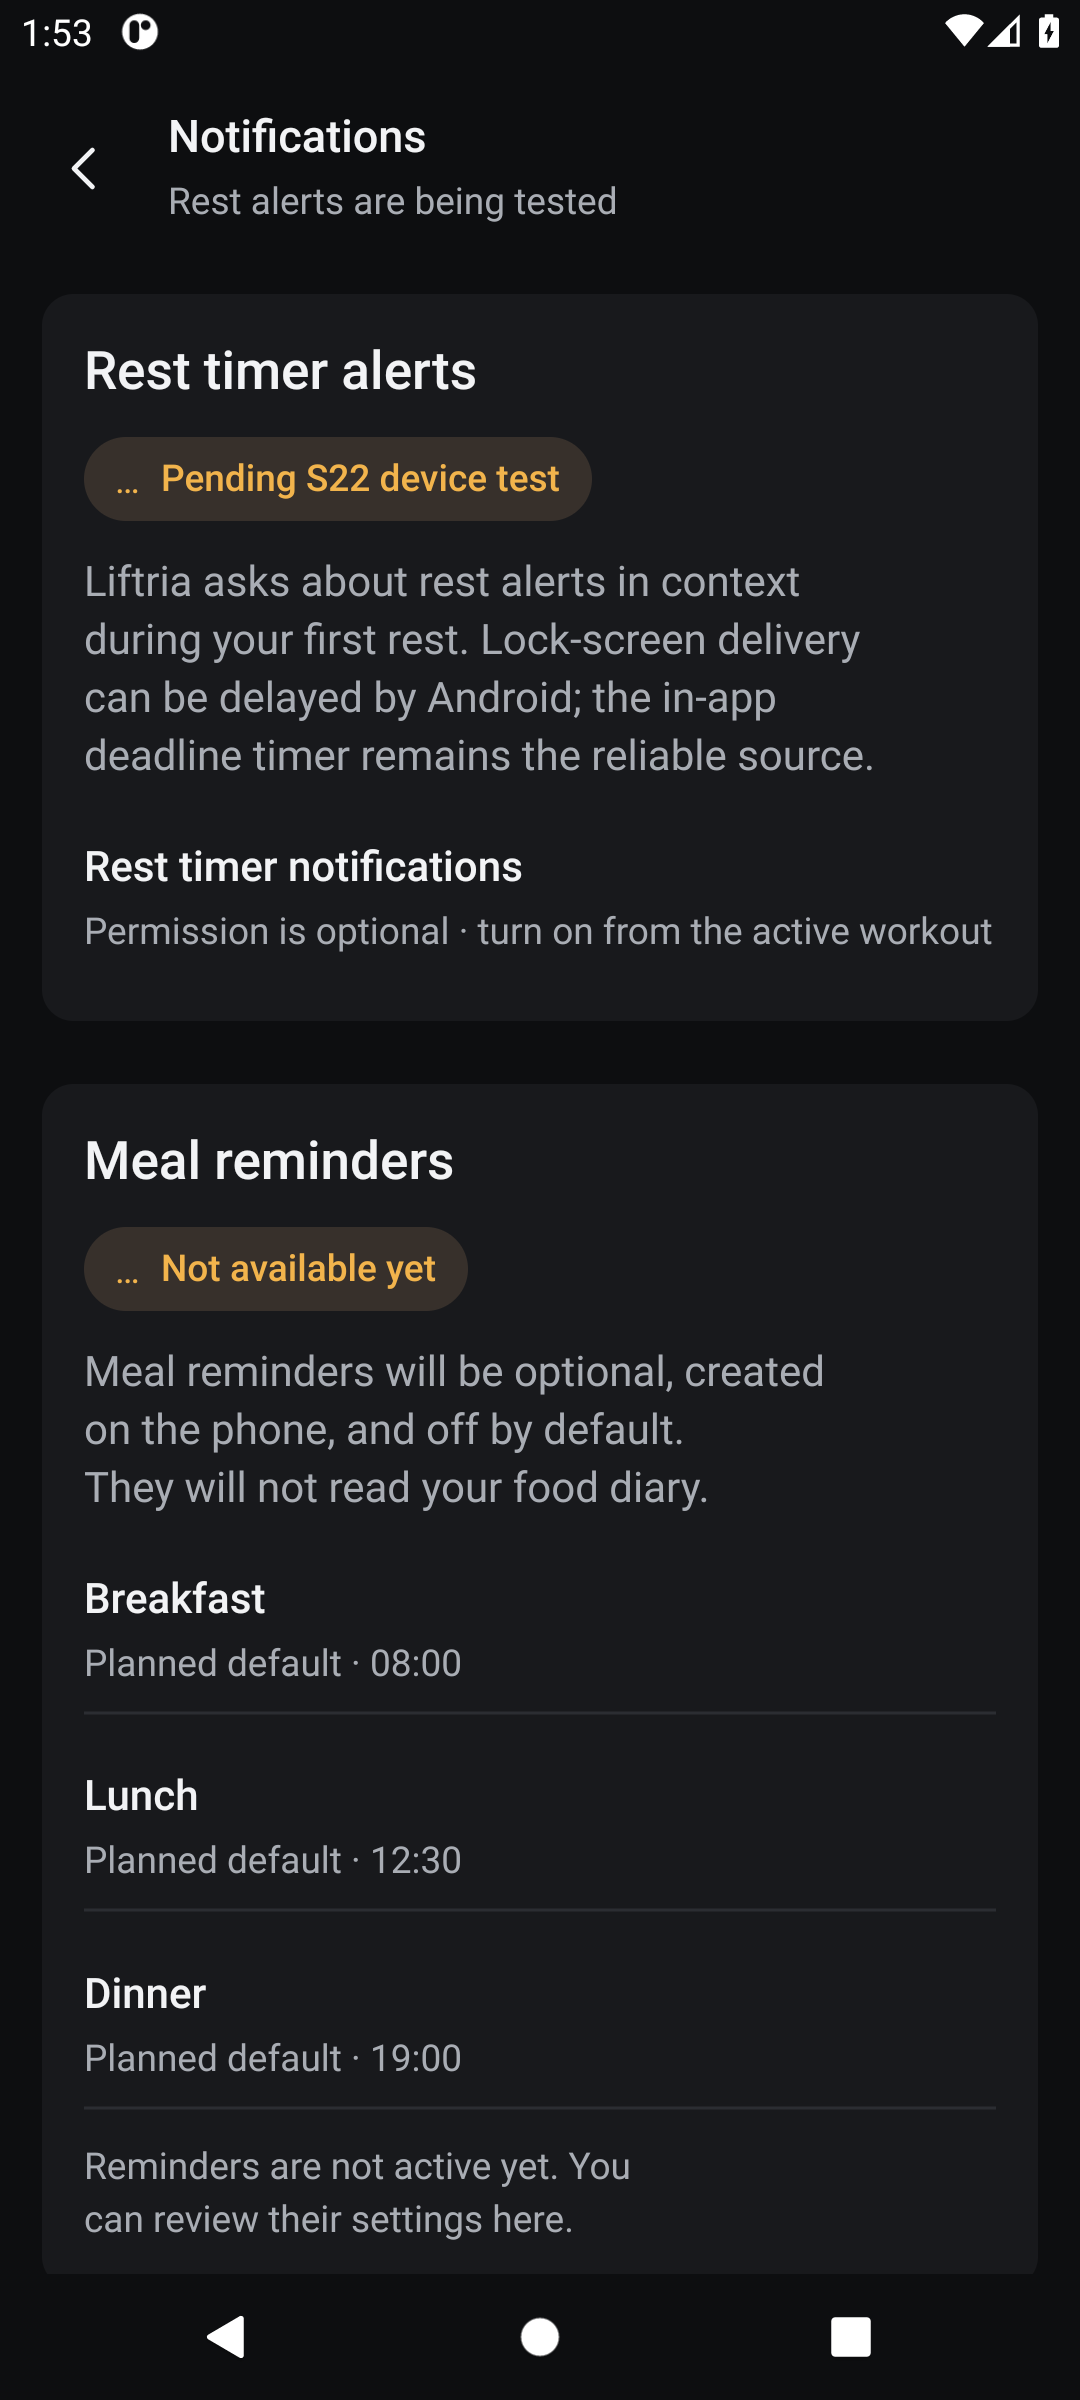 1:53
Notifications
Rest alerts are being tested
Rest timer alerts
... Pending S22 device test
Liftria asks about rest alerts in context
during your first rest. Lock-screen delivery
can be delayed by Android; the in-app
deadline timer remains the reliable source.
Rest timer notifications
Permission is optional · turn on from the active workout
Meal reminders
... Not available yet
Meal reminders will be optional, created
on the phone, and off by default.
They will not read your food diary.
Breakfast
Planned default · 08:00
Lunch
Planned default · 12:30
Dinner
Planned default · 19:00
Reminders are not active yet. You
can review their settings here.